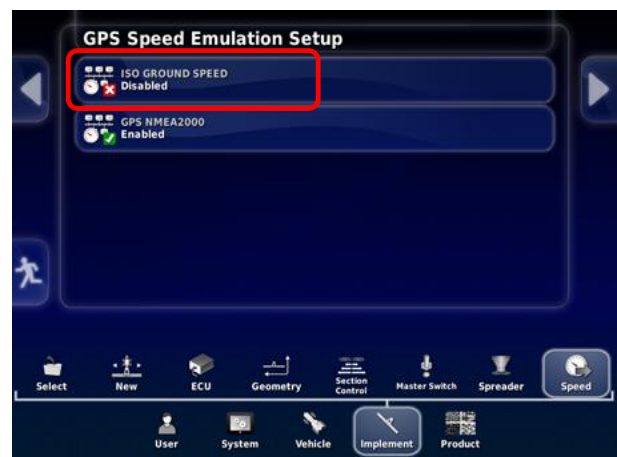 GPS Speed Emulation Setup
ISO GROUND SPEED
Disabled
GPS NMEA2000
Enabled
Select
New
ECU
Geometry
Section
Control
Master Switch
Spreader
Speed
User
System
Vehicle
Implement
Product